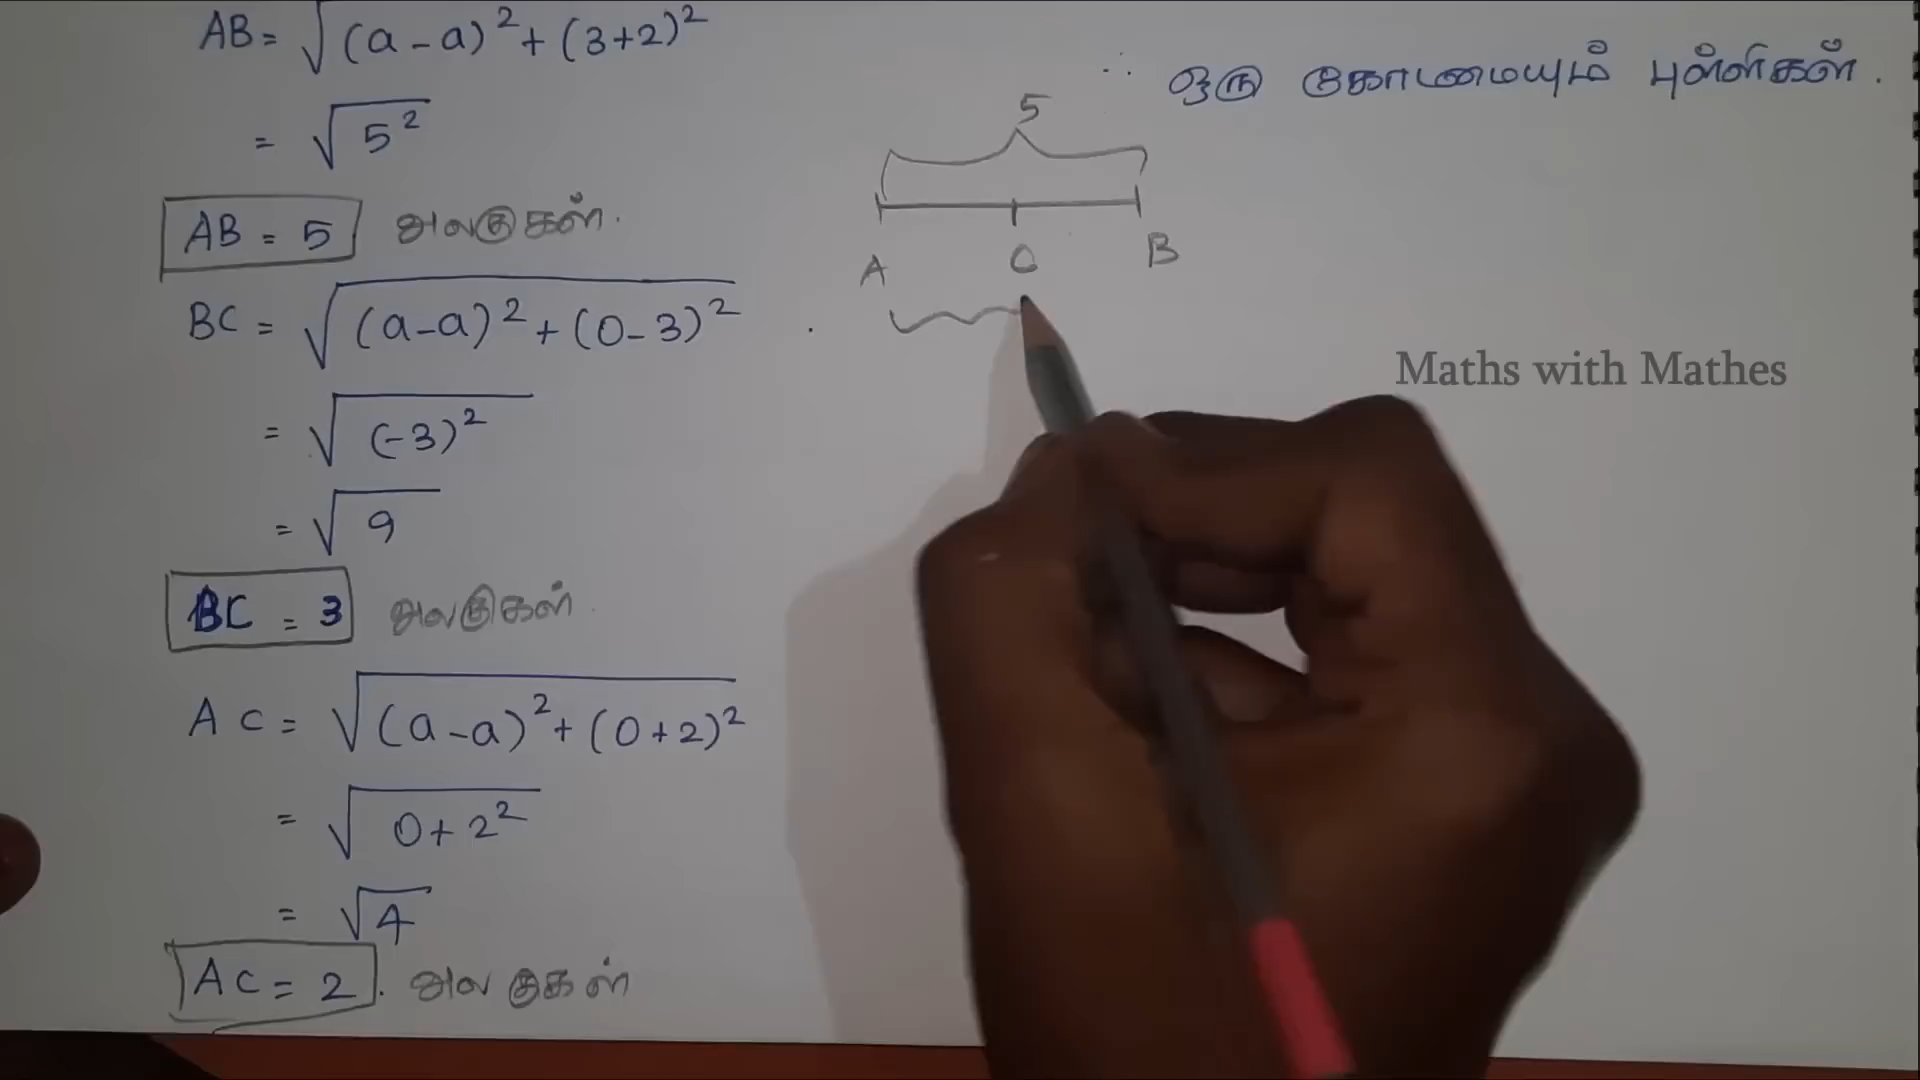 AB = √(a-a)² + (3+2)²
= √5²
AB = 5 அலகுகள்.
BC = √(a-a)² + (0-3)²
= √(-3)²
= √9
BC = 3 அலகுகள்
AC = √(a-a)² + (0+2)²
= √0+2²
= √4
AC = 2. அலகுகள்
∴ ஒரு கோடமையும் புள்ளிகள்.
5
A C B
Maths with Mathes